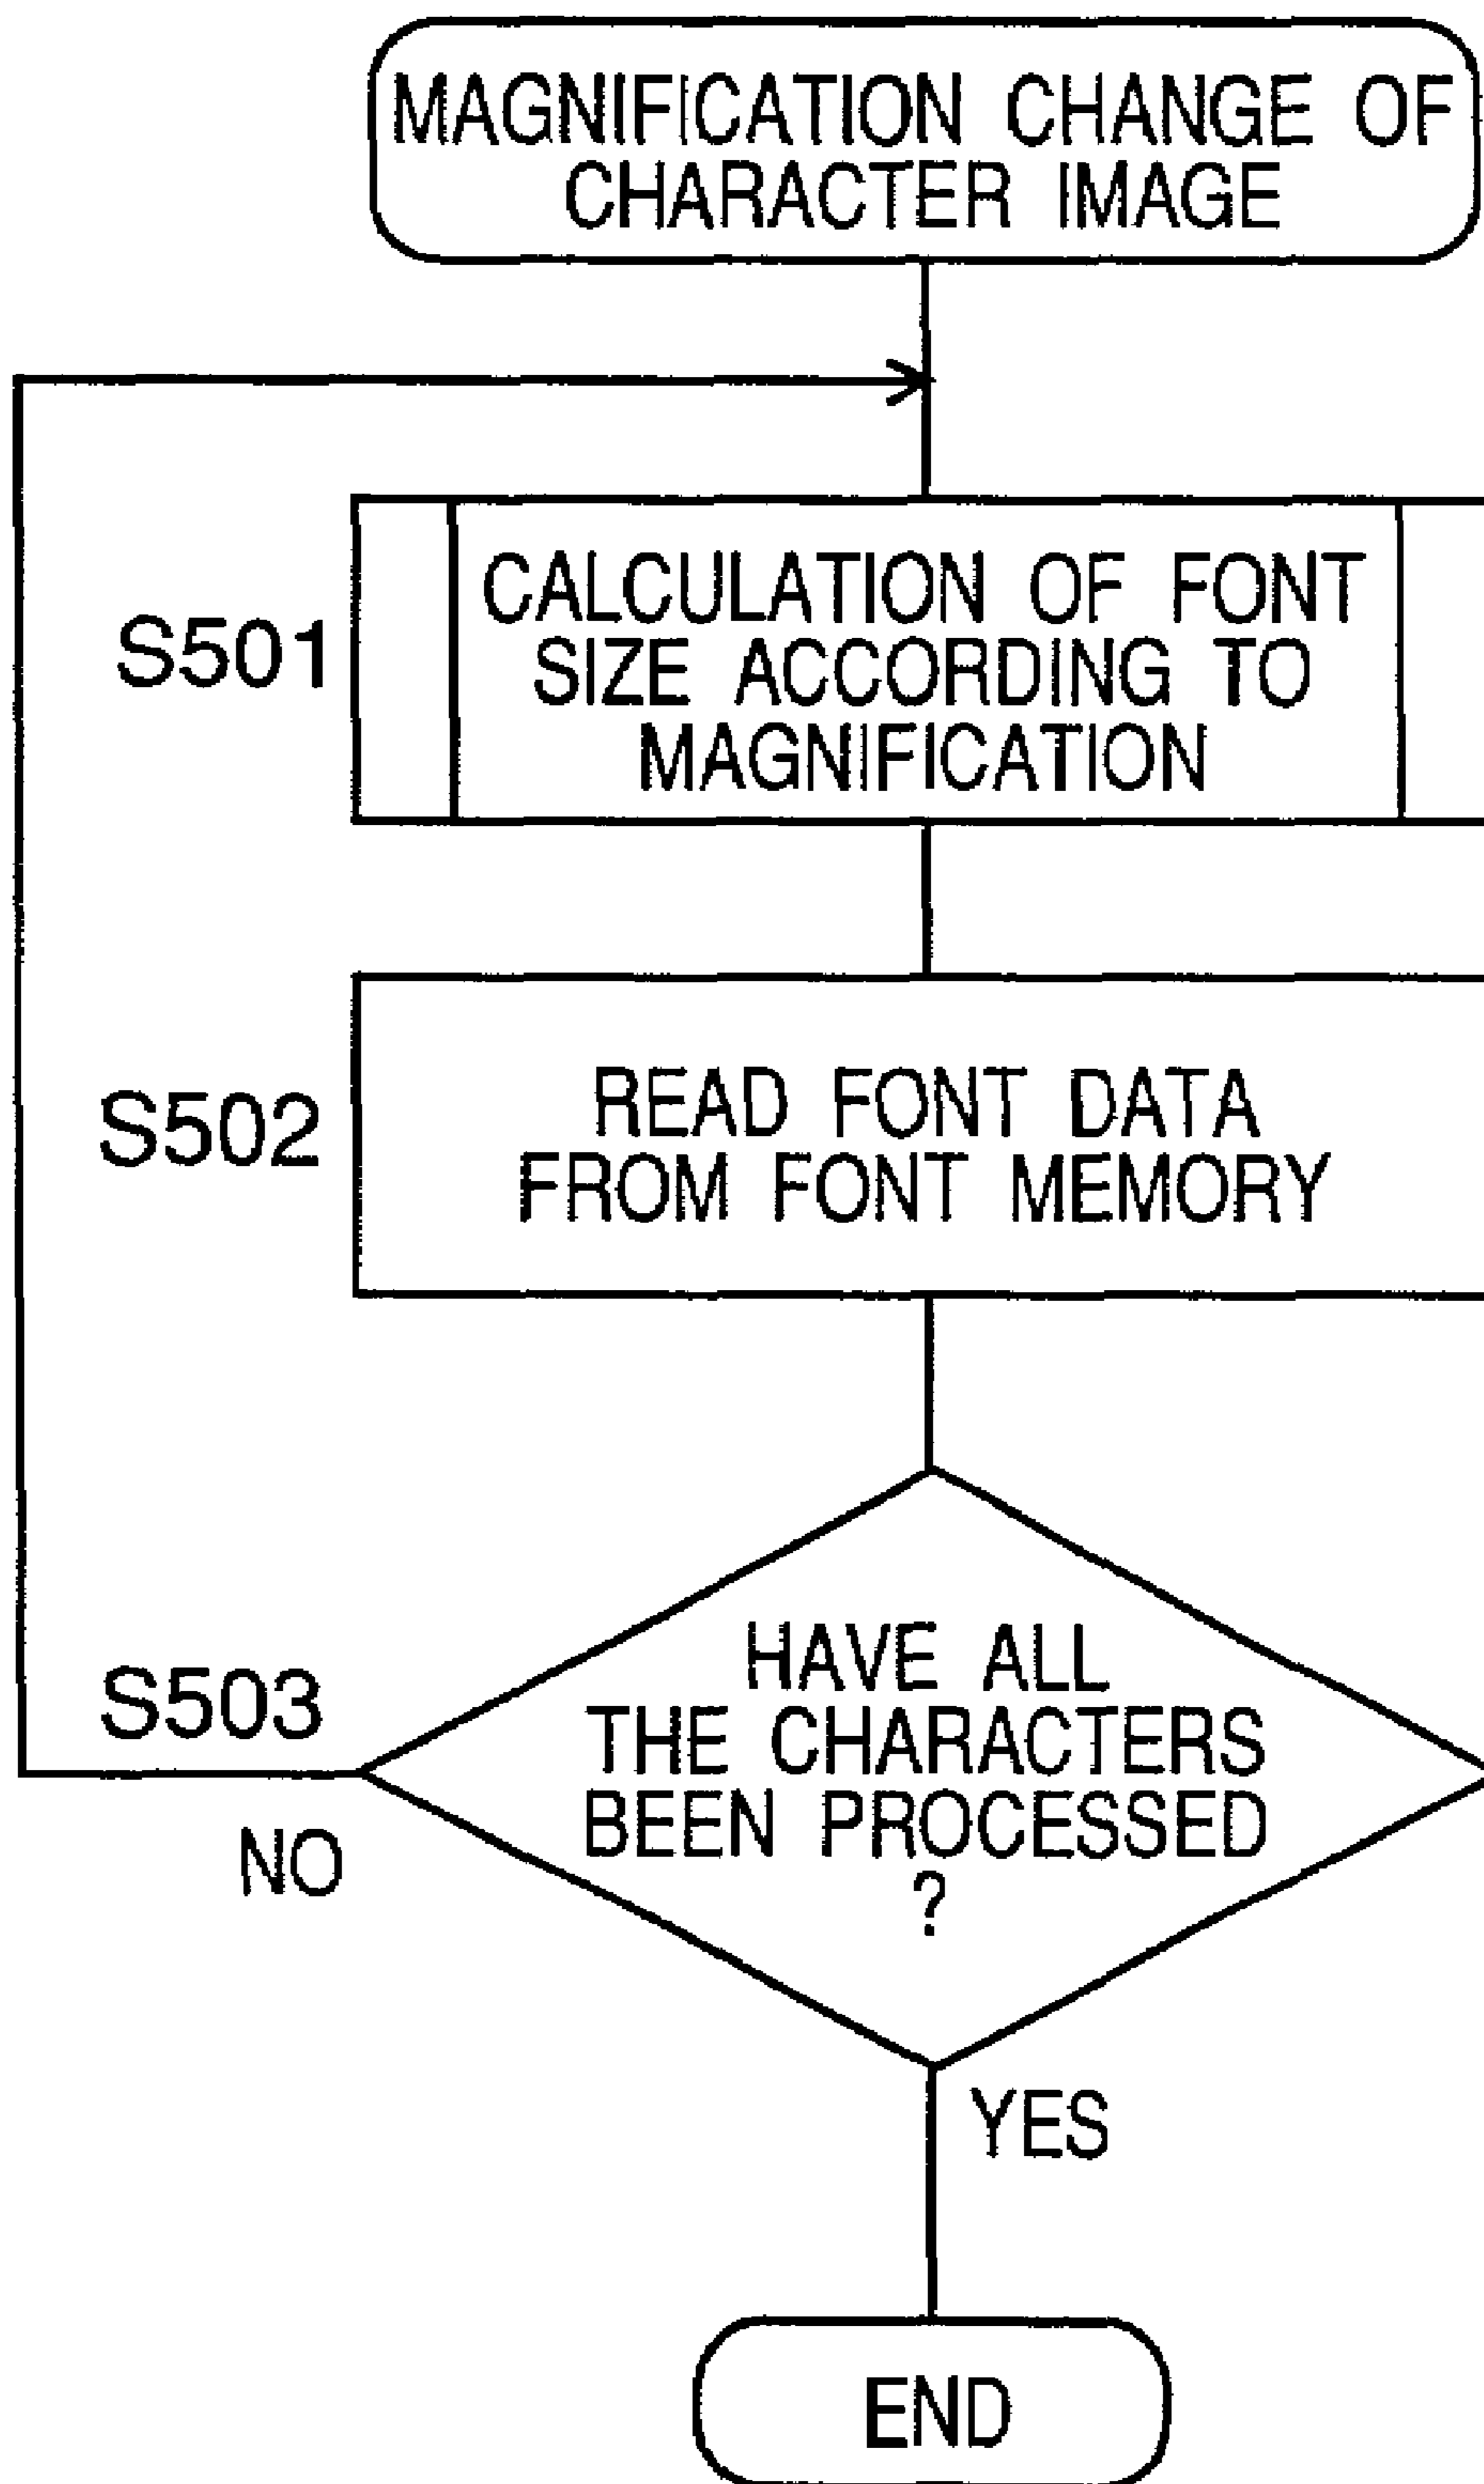 MAGNIFICATION CHANGE OF
CHARACTER IMAGE
S501
CALCULATION OF FONT
SIZE ACCORDING TO
MAGNIFICATION
S502
READ FONT DATA
FROM FONT MEMORY
S503
HAVE ALL
THE CHARACTERS
BEEN PROCESSED
?
NO
YES
END